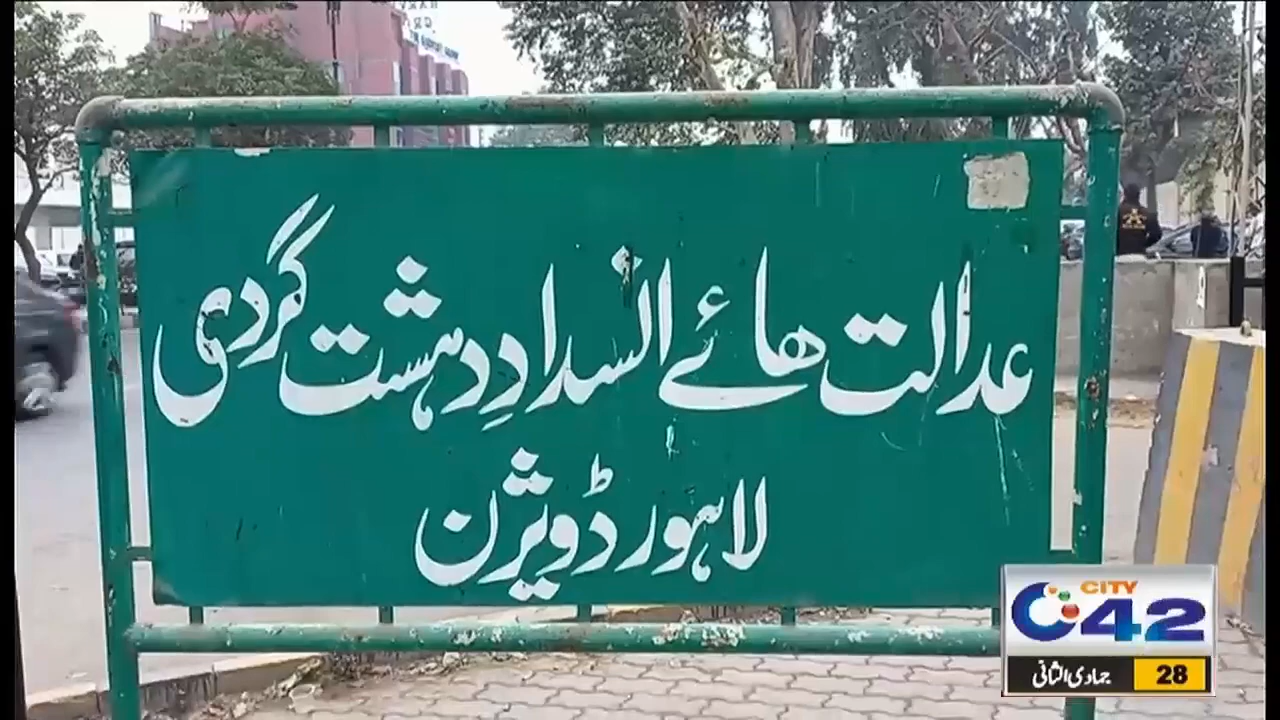 عدالت ھائے انسدادِ دہشت گردی
لاہور ڈویژن
CITY
42
جمادی الثانی 28